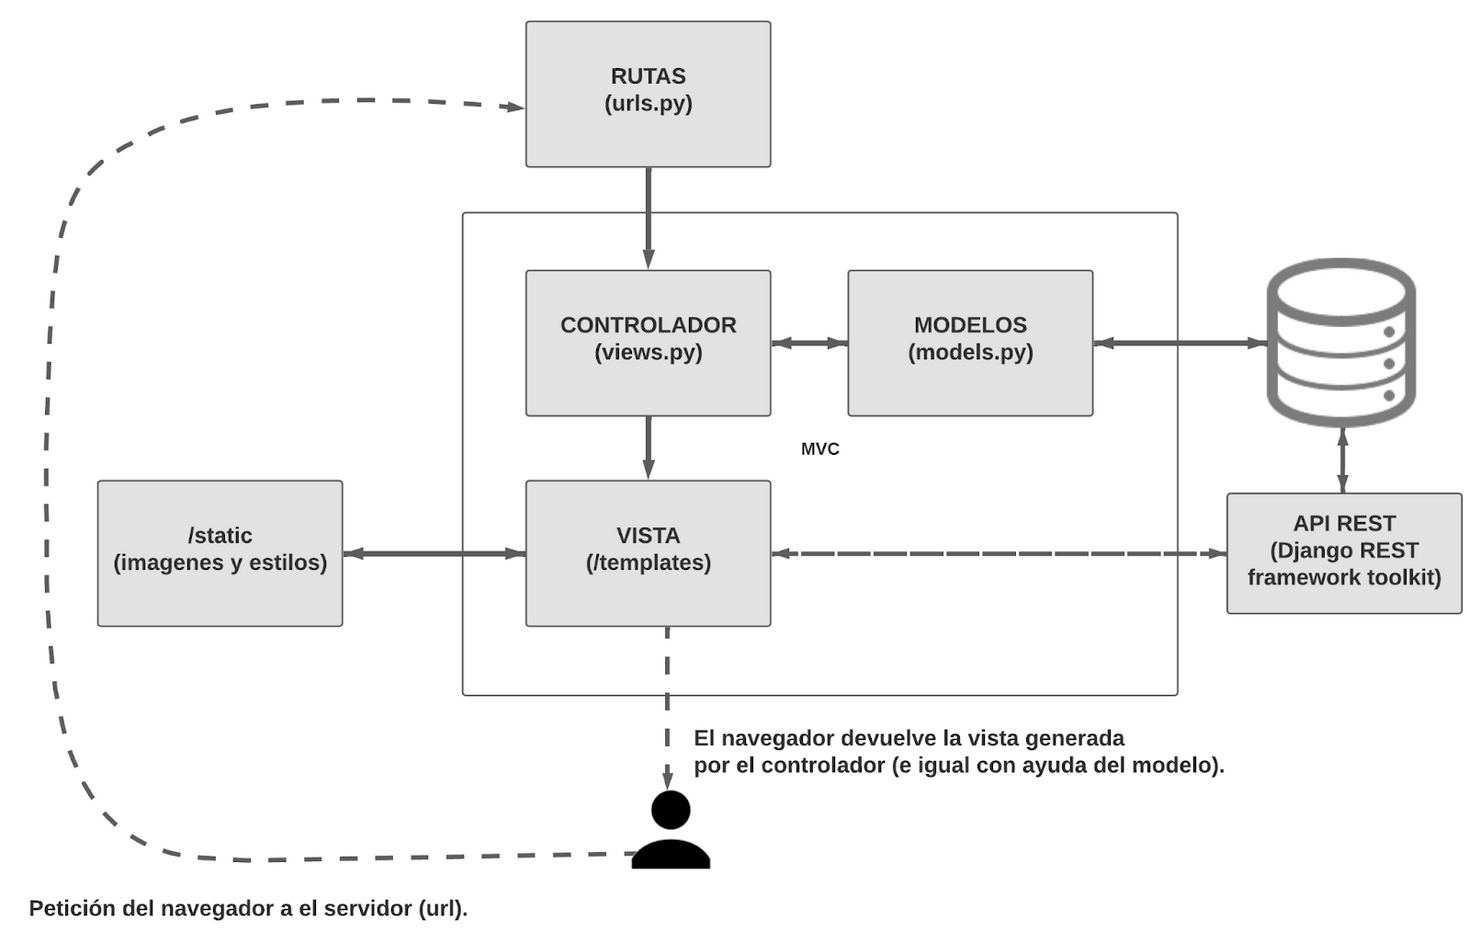 RUTAS
(urls.py)
CONTROLADOR
(views.py)
MODELOS
(models.py)
MVC
/static
(imagenes y estilos)
VISTA
(/templates)
API REST
(Django REST
framework toolkit)
El navegador devuelve la vista generada
por el controlador (e igual con ayuda del modelo).
Petición del navegador a el servidor (url).